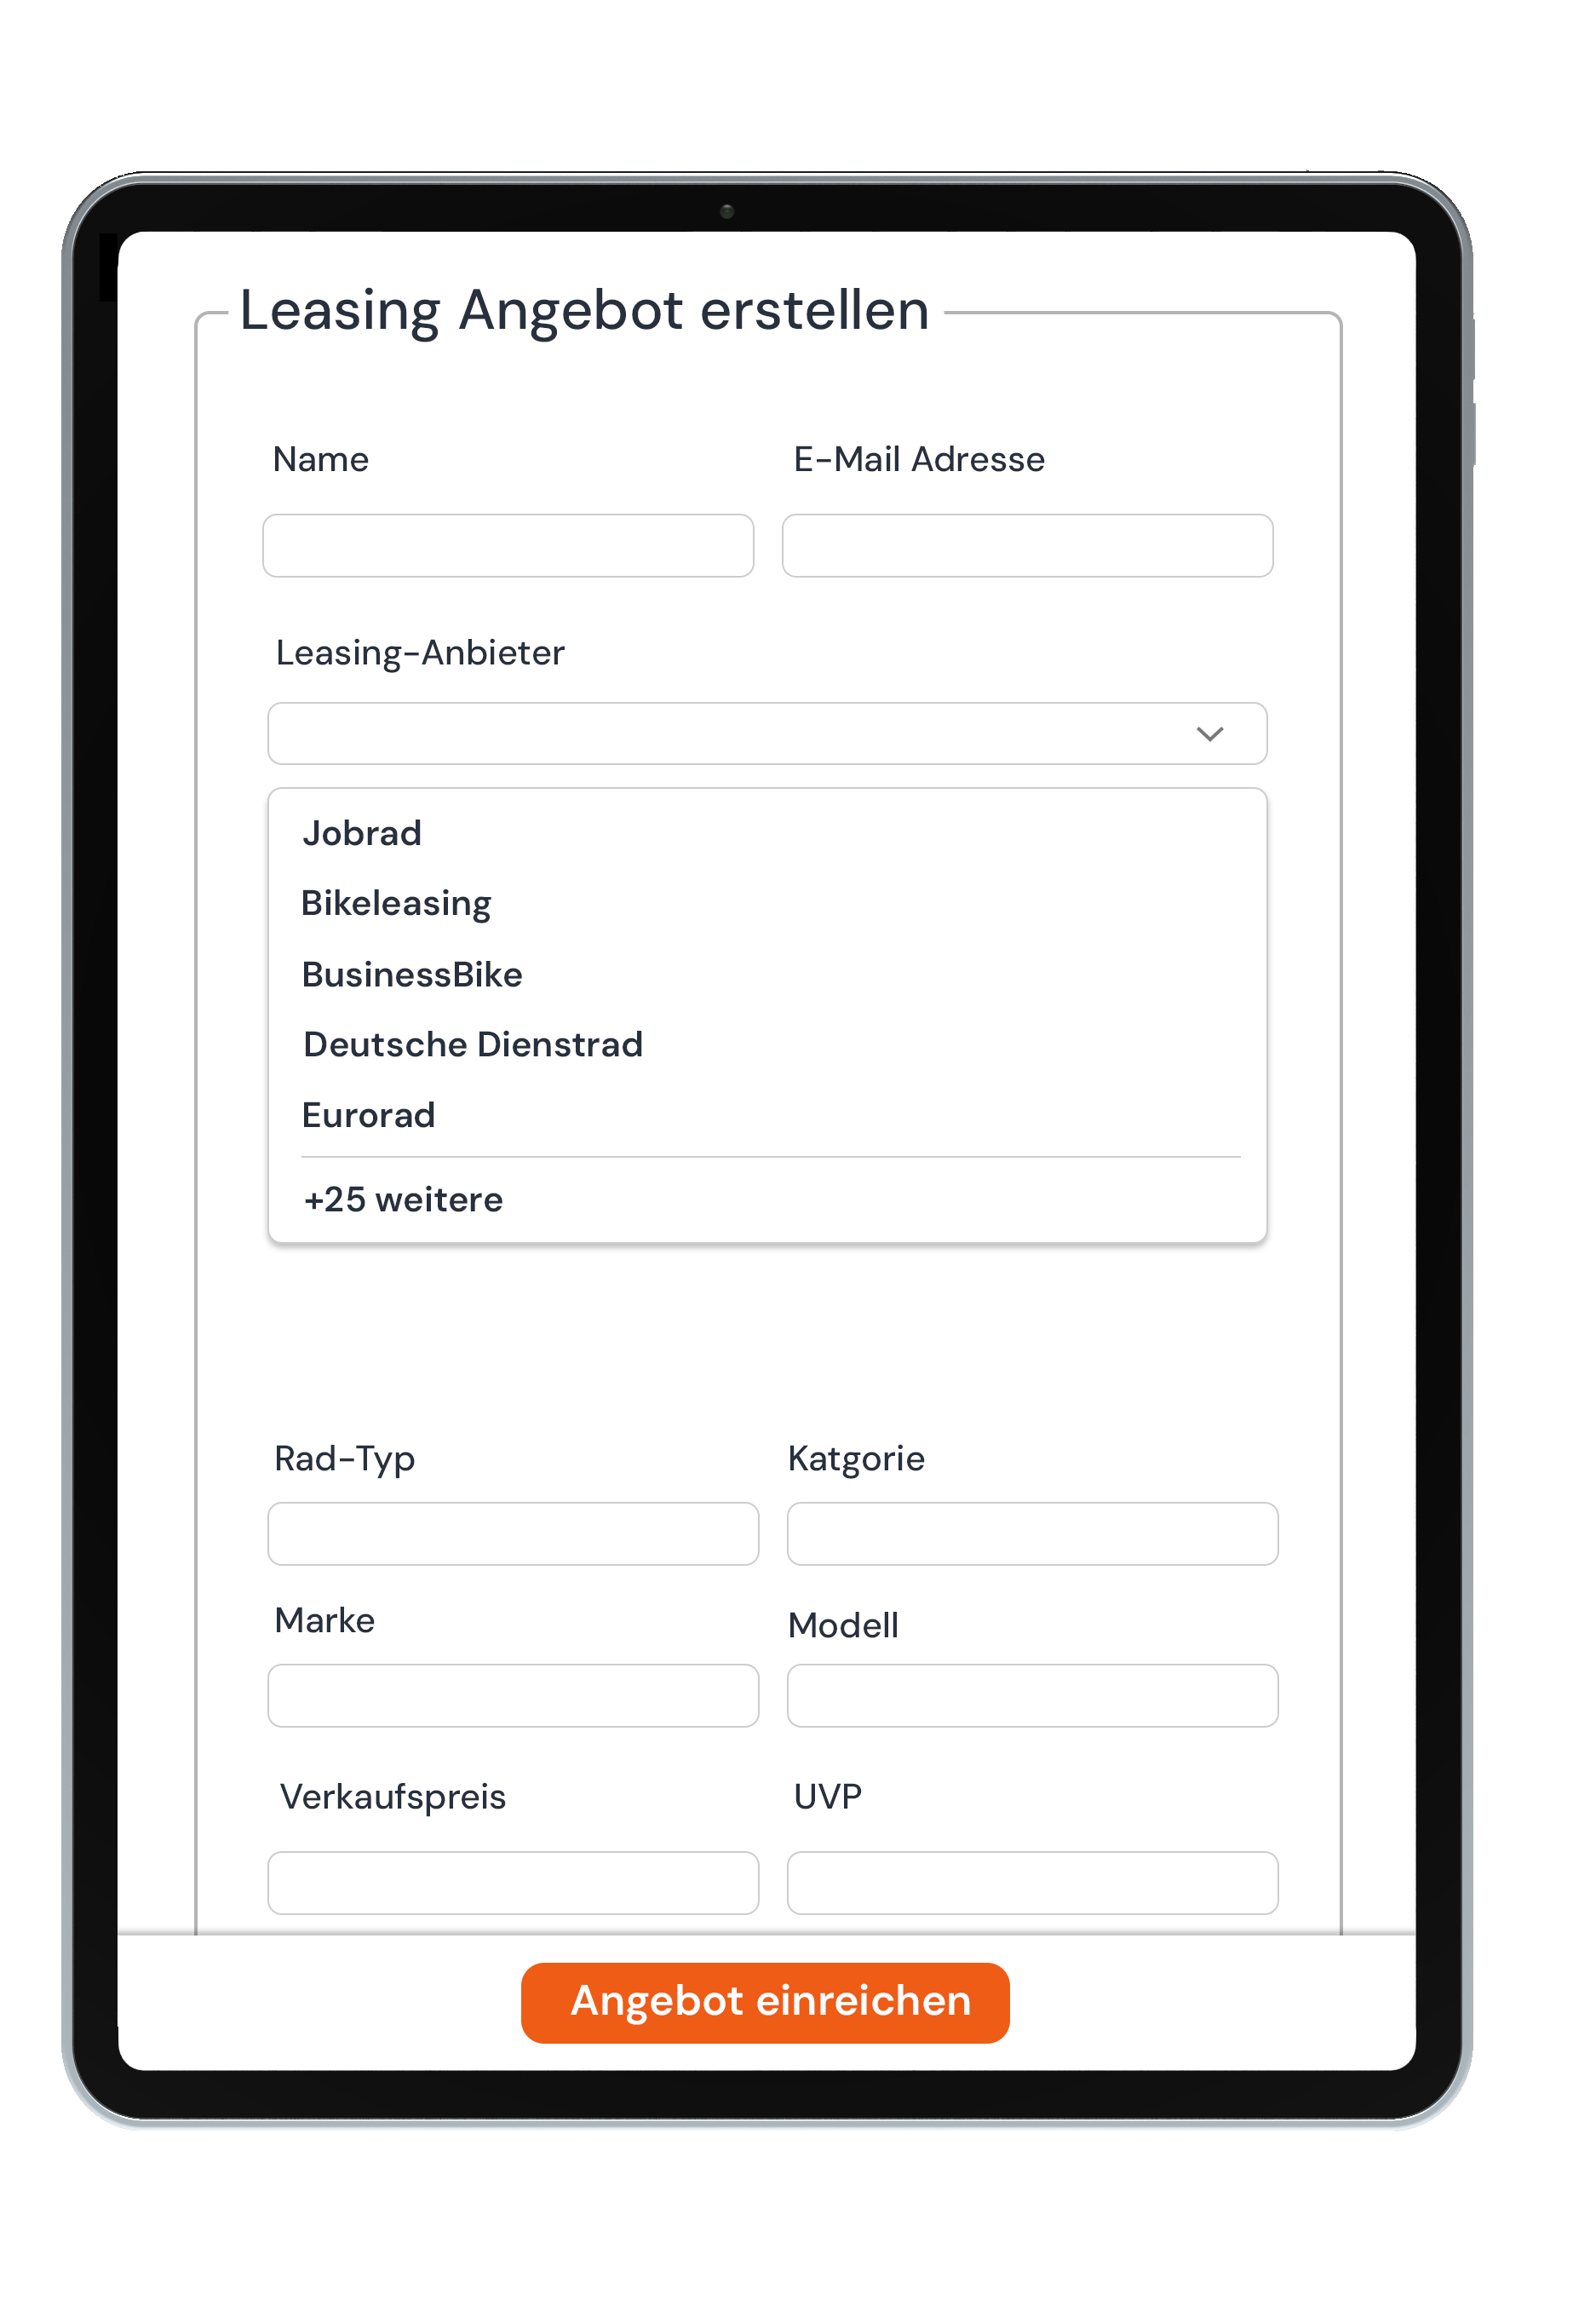 Leasing Angebot erstellen
Name
E-Mail Adresse
Leasing-Anbieter
Jobrad
Bikeleasing
BusinessBike
Deutsche Dienstrad
Eurorad
+25 weitere
Rad-Typ
Katgorie
Marke
Modell
Verkaufspreis
UVP
Angebot einreichen